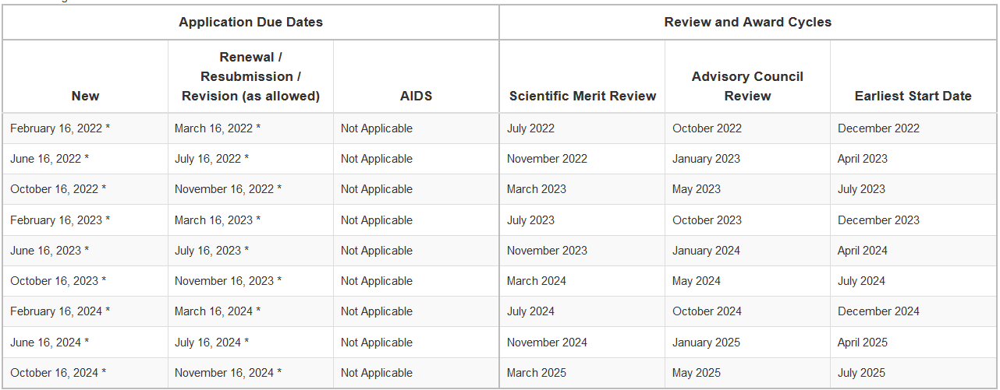 Application Due Dates Review and Award Cycles
New Renewal / Resubmission / Revision (as allowed) AIDS Scientific Merit Review Advisory Council Review Earliest Start Date
February 16, 2022 * March 16, 2022 * Not Applicable July 2022 October 2022 December 2022
June 16, 2022 * July 16, 2022 * Not Applicable November 2022 January 2023 April 2023
October 16, 2022 * November 16, 2022 * Not Applicable March 2023 May 2023 July 2023
February 16, 2023 * March 16, 2023 * Not Applicable July 2023 October 2023 December 2023
June 16, 2023 * July 16, 2023 * Not Applicable November 2023 January 2024 April 2024
October 16, 2023 * November 16, 2023 * Not Applicable March 2024 May 2024 July 2024
February 16, 2024 * March 16, 2024 * Not Applicable July 2024 October 2024 December 2024
June 16, 2024 * July 16, 2024 * Not Applicable November 2024 January 2025 April 2025
October 16, 2024 * November 16, 2024 * Not Applicable March 2025 May 2025 July 2025